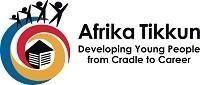 Afrika Tikkun
Developing Young People
from Cradle to Career